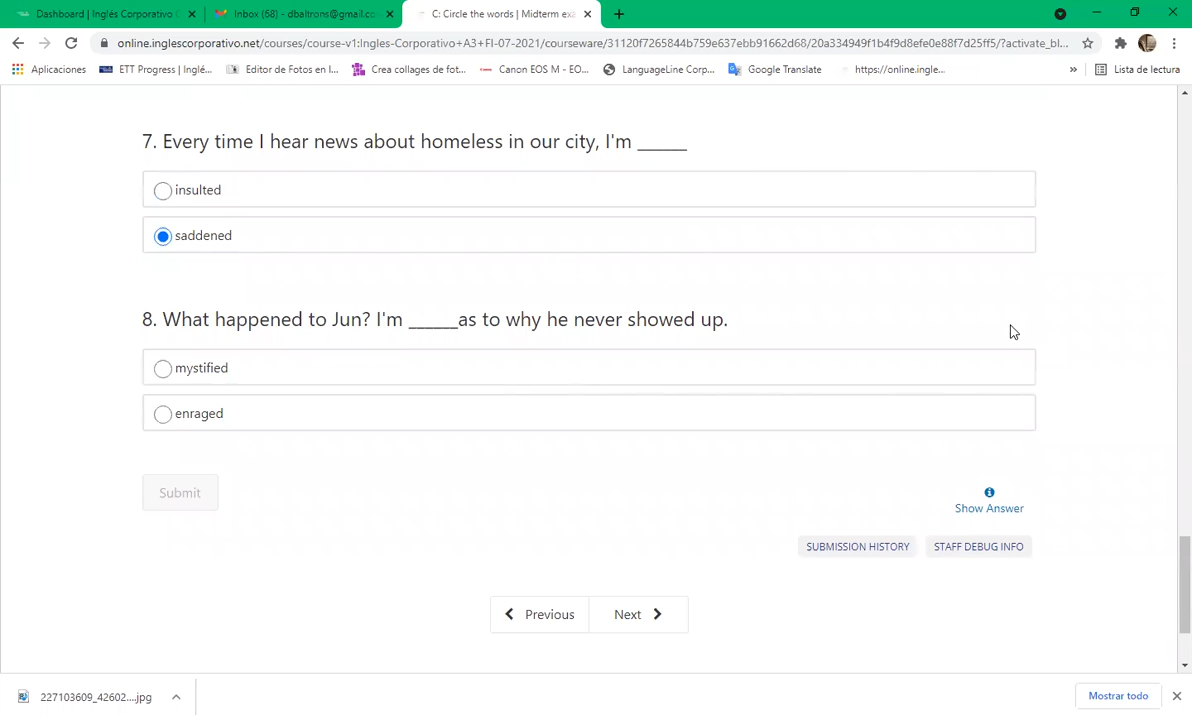 Dashboard | Inglés Corporativo
Inbox (68) - dbaltrons@gmail.cc
C: Circle the words | Midterm exa
online.inglescorporativo.net/courses/course-v1:Ingles-Corporativo+A3+FI-07-2021/courseware/31120f7265844b759e637ebb91662d68/20a334949f1b4f9d8efe0e88f7d25ff5/?activate_bl...
Aplicaciones
ETT Progress | Inglé...
Editor de Fotos en l...
Crea collages de fot...
Canon EOS M - EO...
LanguageLine Corp...
Google Translate
https://online.ingle...
»
Lista de lectura
7. Every time I hear news about homeless in our city, I'm ______
insulted
saddened
8. What happened to Jun? I'm ______as to why he never showed up.
mystified
enraged
Submit
Show Answer
SUBMISSION HISTORY
STAFF DEBUG INFO
Previous
Next
227103609_42602....jpg
Mostrar todo